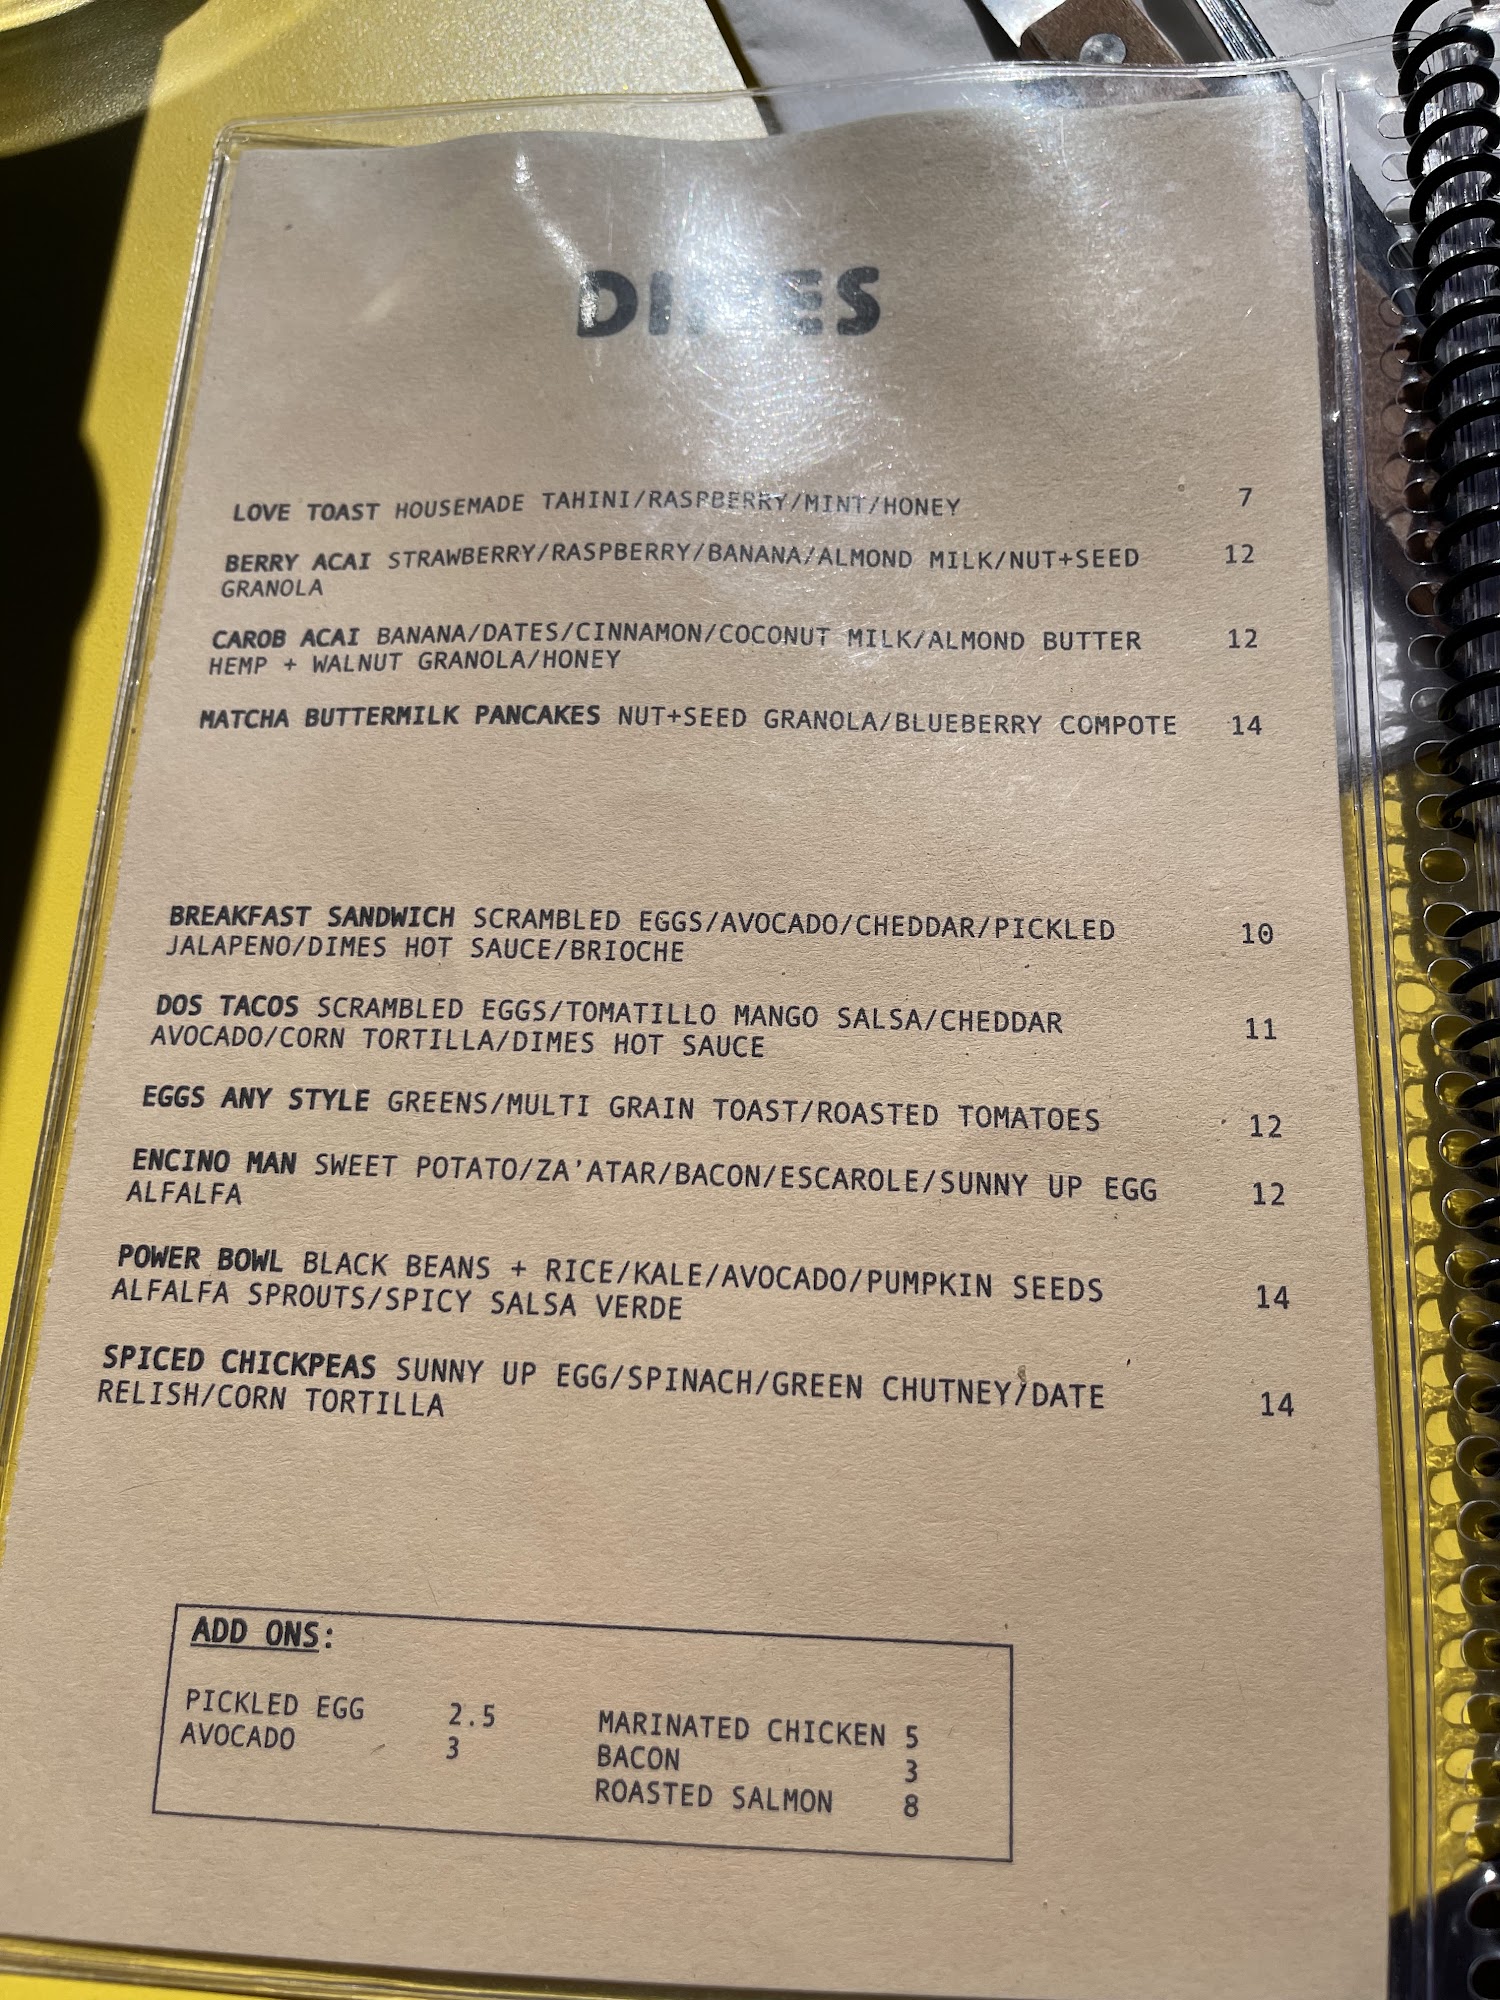 DIMES
LOVE TOAST HOUSEMADE TAHINI/RASPBERRY/MINT/HONEY 7
BERRY ACAI STRAWBERRY/RASPBERRY/BANANA/ALMOND MILK/NUT+SEED 12
GRANOLA
CAROB ACAI BANANA/DATES/CINNAMON/COCONUT MILK/ALMOND BUTTER 12
HEMP + WALNUT GRANOLA/HONEY
MATCHA BUTTERMILK PANCAKES NUT+SEED GRANOLA/BLUEBERRY COMPOTE 14
BREAKFAST SANDWICH SCRAMBLED EGGS/AVOCADO/CHEDDAR/PICKLED 10
JALAPENO/DIMES HOT SAUCE/BRIOCHE
DOS TACOS SCRAMBLED EGGS/TOMATILLO MANGO SALSA/CHEDDAR 11
AVOCADO/CORN TORTILLA/DIMES HOT SAUCE
EGGS ANY STYLE GREENS/MULTI GRAIN TOAST/ROASTED TOMATOES 12
ENCINO MAN SWEET POTATO/ZA'ATAR/BACON/ESCAROLE/SUNNY UP EGG 12
ALFALFA
POWER BOWL BLACK BEANS + RICE/KALE/AVOCADO/PUMPKIN SEEDS 14
ALFALFA SPROUTS/SPICY SALSA VERDE
SPICED CHICKPEAS SUNNY UP EGG/SPINACH/GREEN CHUTNEY/DATE 14
RELISH/CORN TORTILLA
ADD ONS:
PICKLED EGG 2.5
AVOCADO 3
MARINATED CHICKEN 5
BACON 3
ROASTED SALMON 8